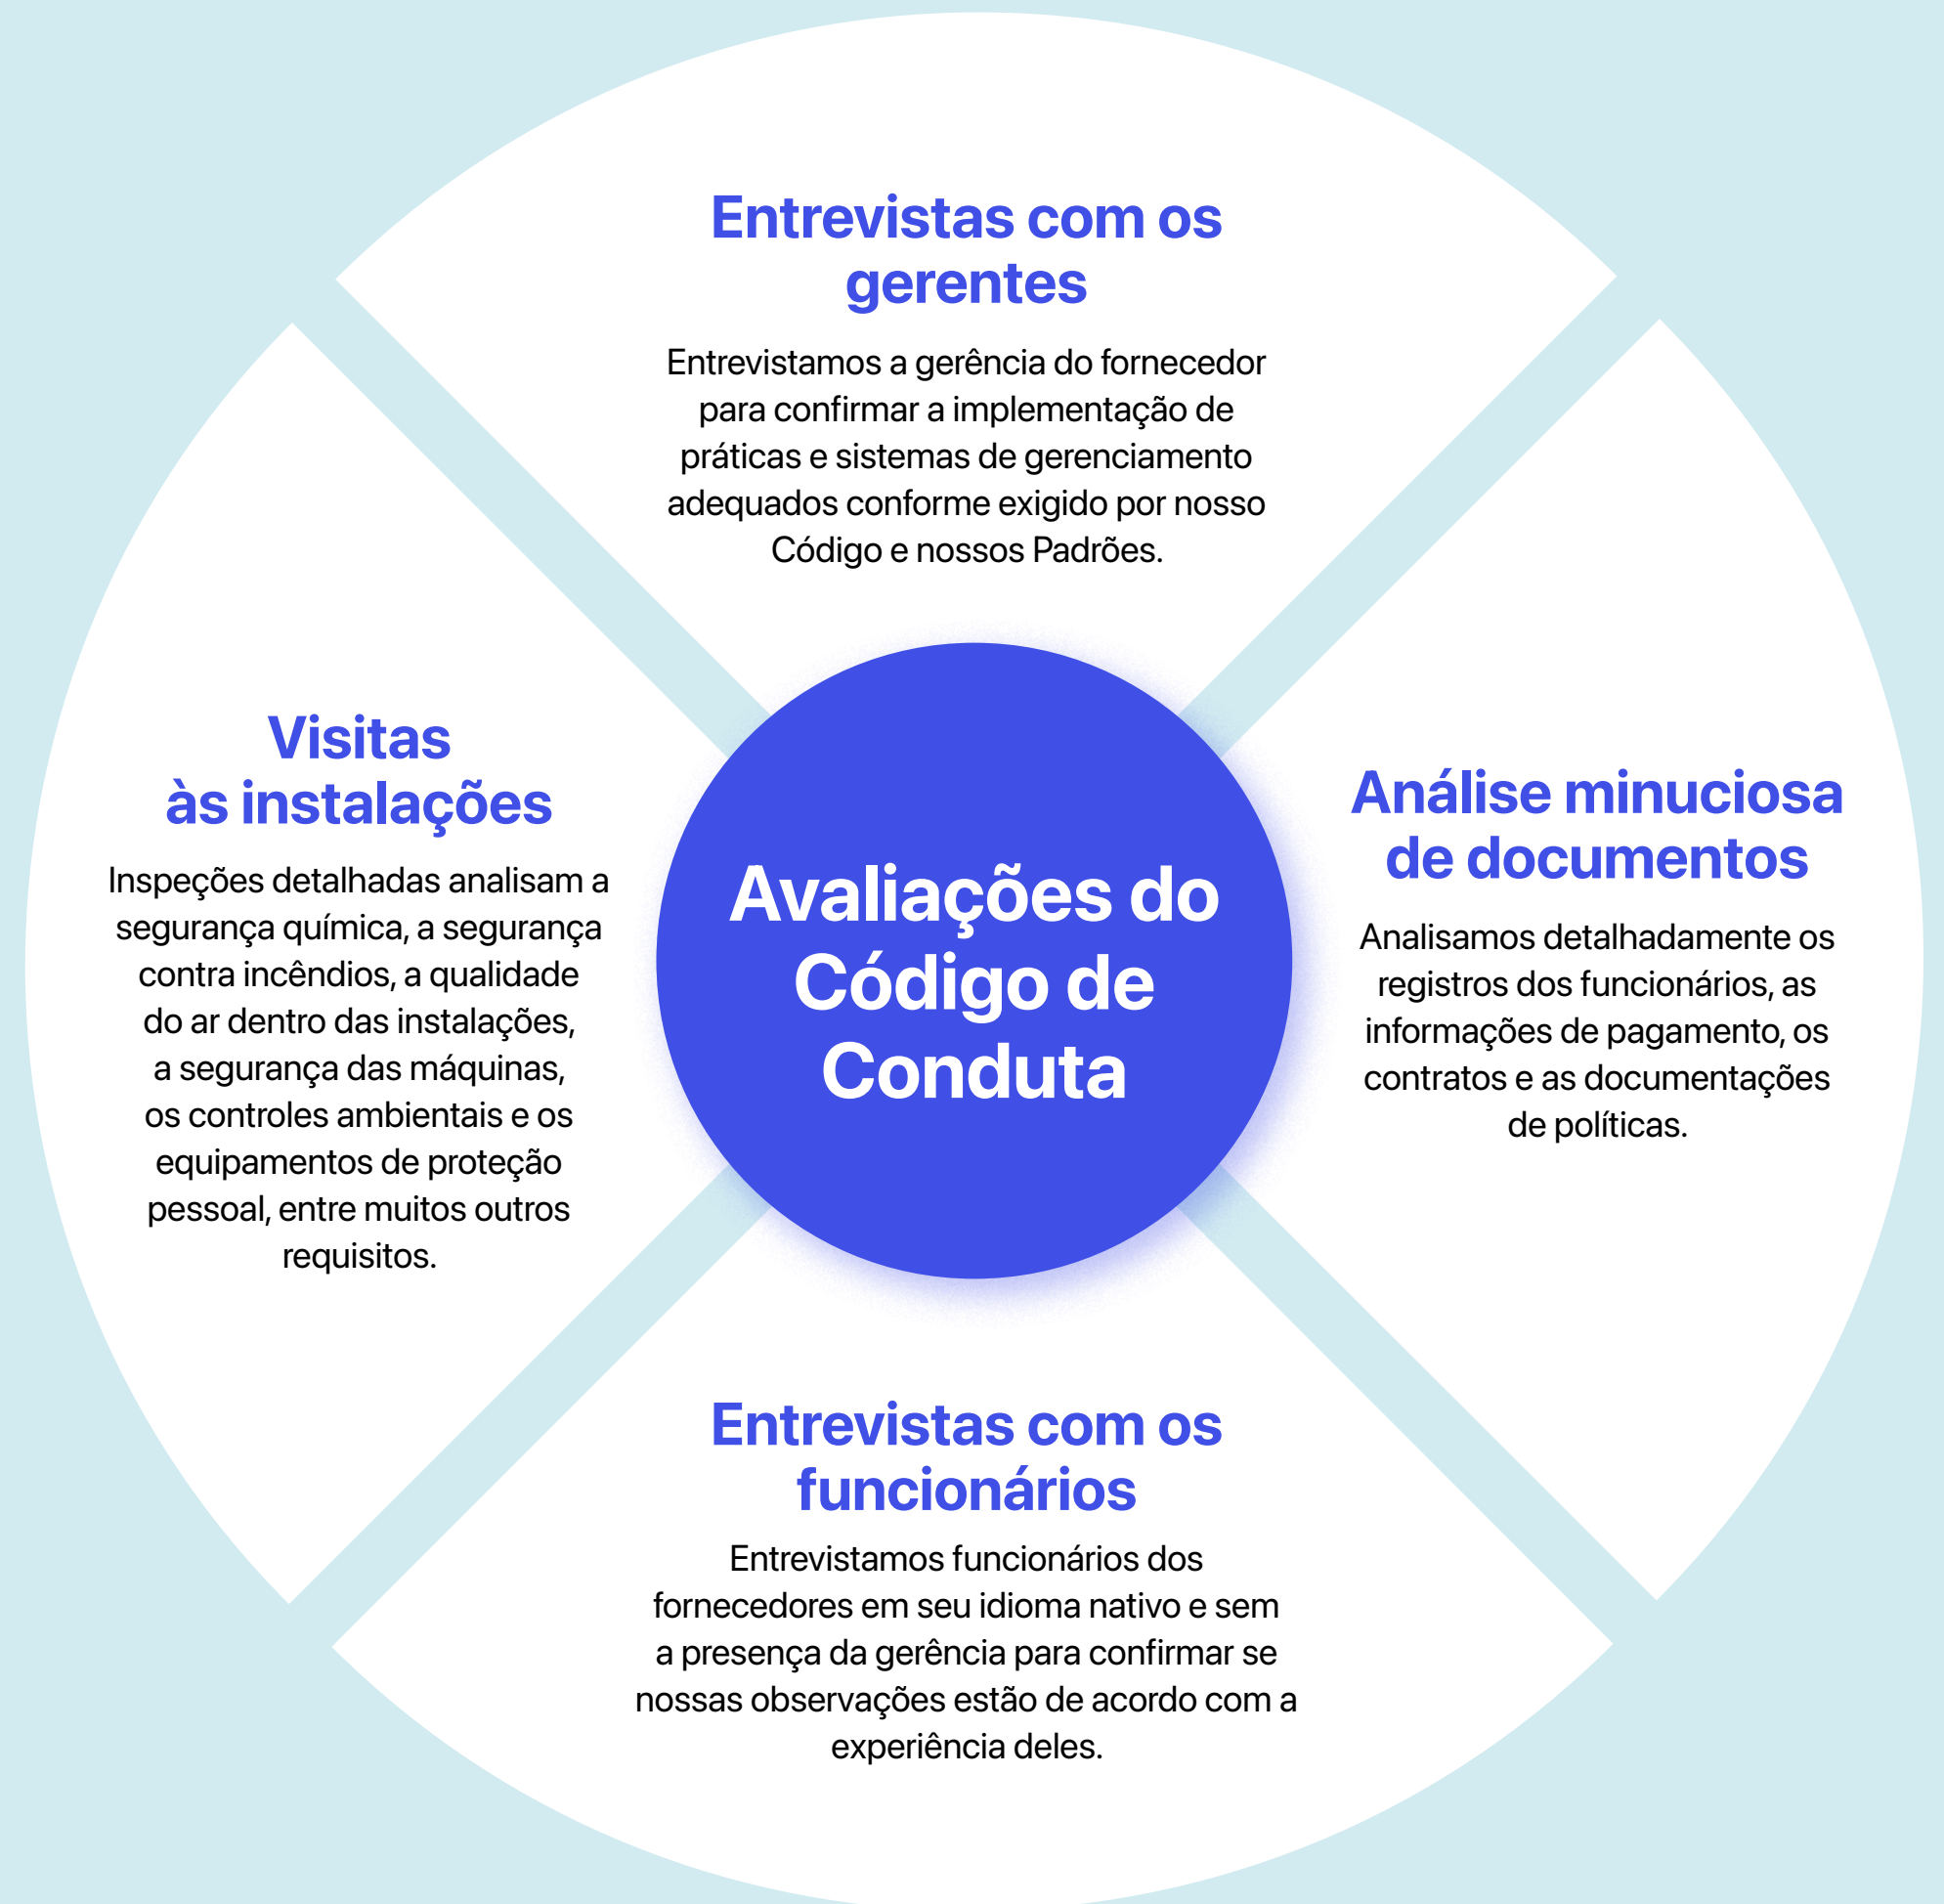 Entrevistas com os
gerentes
Entrevistamos a gerência do fornecedor
para confirmar a implementação de
práticas e sistemas de gerenciamento
adequados conforme exigido por nosso
Código e nossos Padrões.
Visitas
às instalações
Inspeções detalhadas analisam a
segurança química, a segurança
contra incêndios, a qualidade
do ar dentro das instalações,
a segurança das máquinas,
os controles ambientais e os
equipamentos de proteção
pessoal, entre muitos outros
requisitos.
Avaliações do
Código de
Conduta
Análise minuciosa
de documentos
Analisamos detalhadamente os
registros dos funcionários, as
informações de pagamento, os
contratos e as documentações
de políticas.
Entrevistas com os
funcionários
Entrevistamos funcionários dos
fornecedores em seu idioma nativo e sem
a presença da gerência para confirmar se
nossas observações estão de acordo com a
experiência deles.